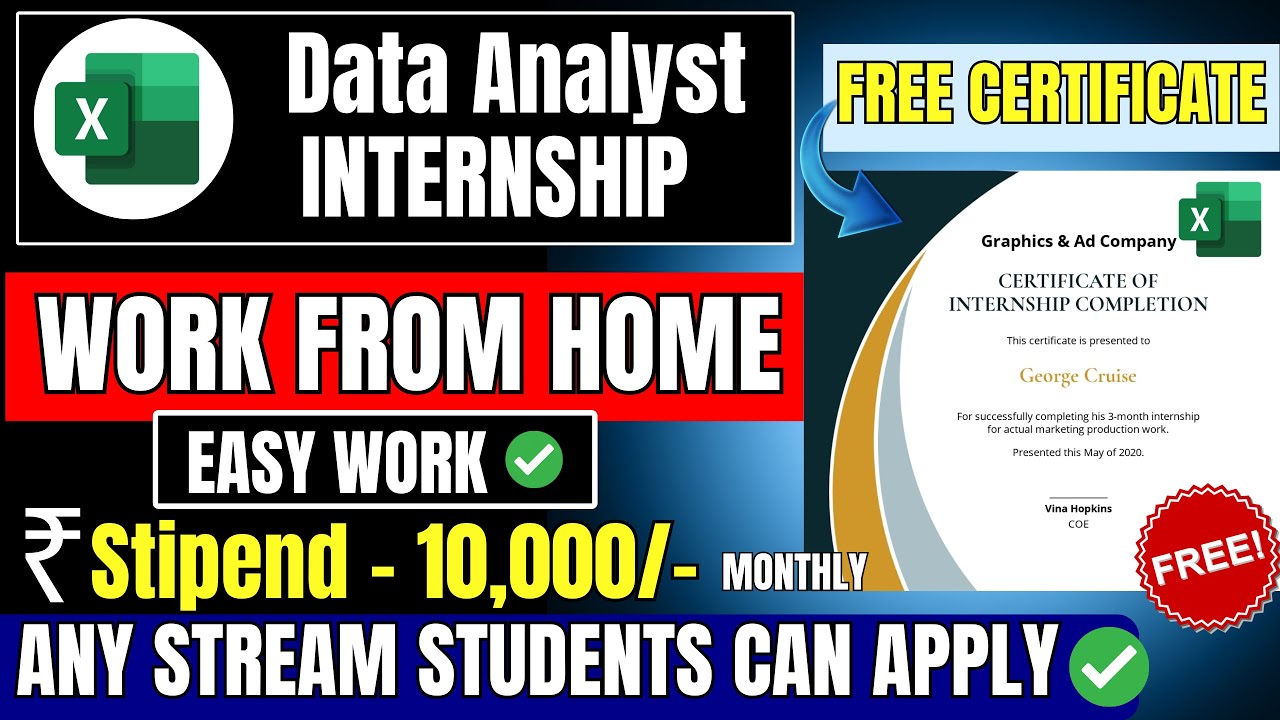 X
Data Analyst
INTERNSHIP
WORK FROM HOME
EASY WORK
₹ Stipend - 10,000/- MONTHLY
ANY STREAM STUDENTS CAN APPLY
FREE CERTIFICATE
X
Graphics & Ad Company
CERTIFICATE OF
INTERNSHIP COMPLETION
This certificate is presented to
George Cruise
For successfully completing his 3-month internship
for actual marketing production work.
Presented this May of 2020.
Vina Hopkins
COE
FREE!